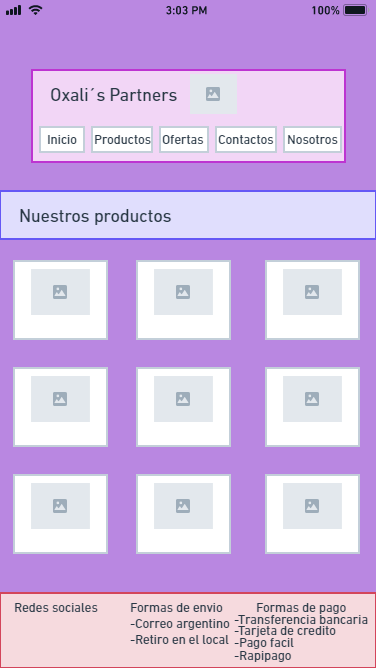 3:03 PM 100%
Oxali´s Partners
Inicio Productos Ofertas Contactos Nosotros
Nuestros productos
Redes sociales
Formas de envio
-Correo argentino
-Retiro en el local
Formas de pago
-Transferencia bancaria
-Tarjeta de credito
-Pago facil
-Rapipago